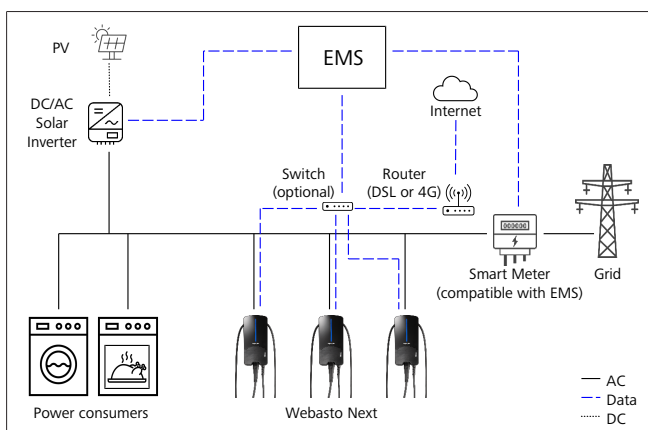 PV
EMS
DC/AC
Solar
Inverter
Internet
Switch
(optional)
Router
(DSL or 4G)
Smart Meter
(compatible with EMS)
Grid
Power consumers
Webasto Next
AC
Data
DC